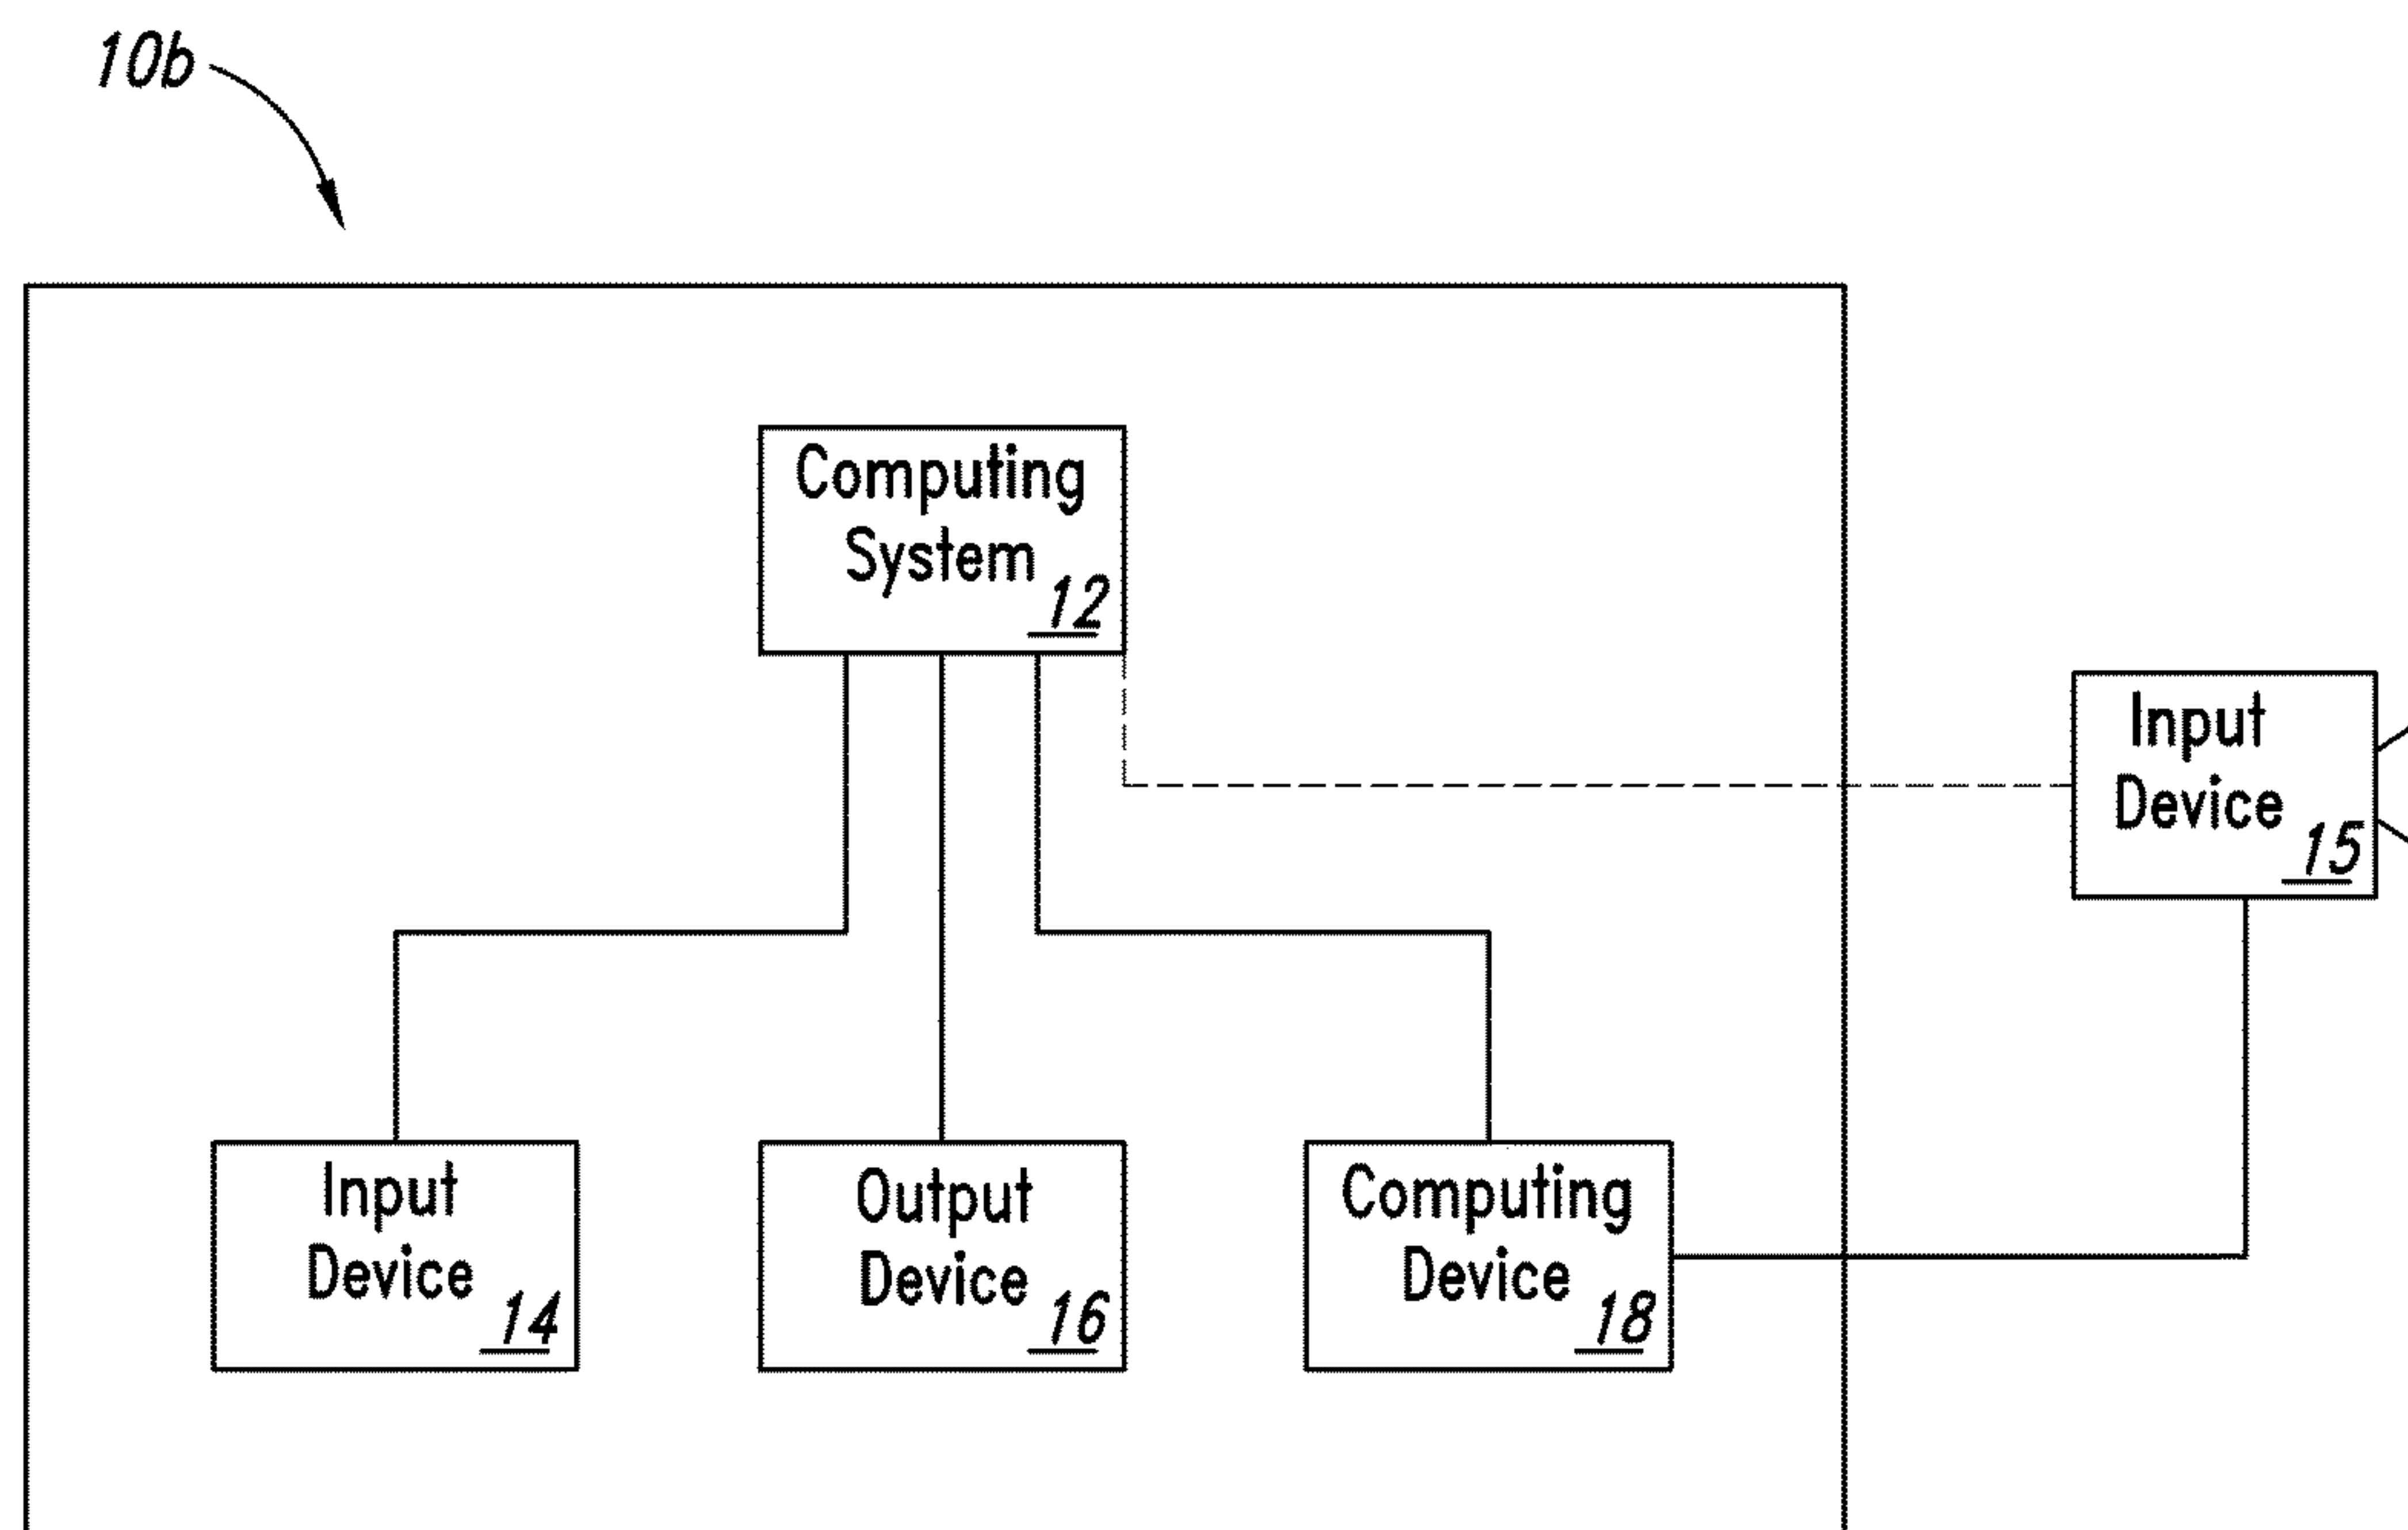 10b
Computing
System
12
Input
Device
15
Input
Device
14
Output
Device
16
Computing
Device
18